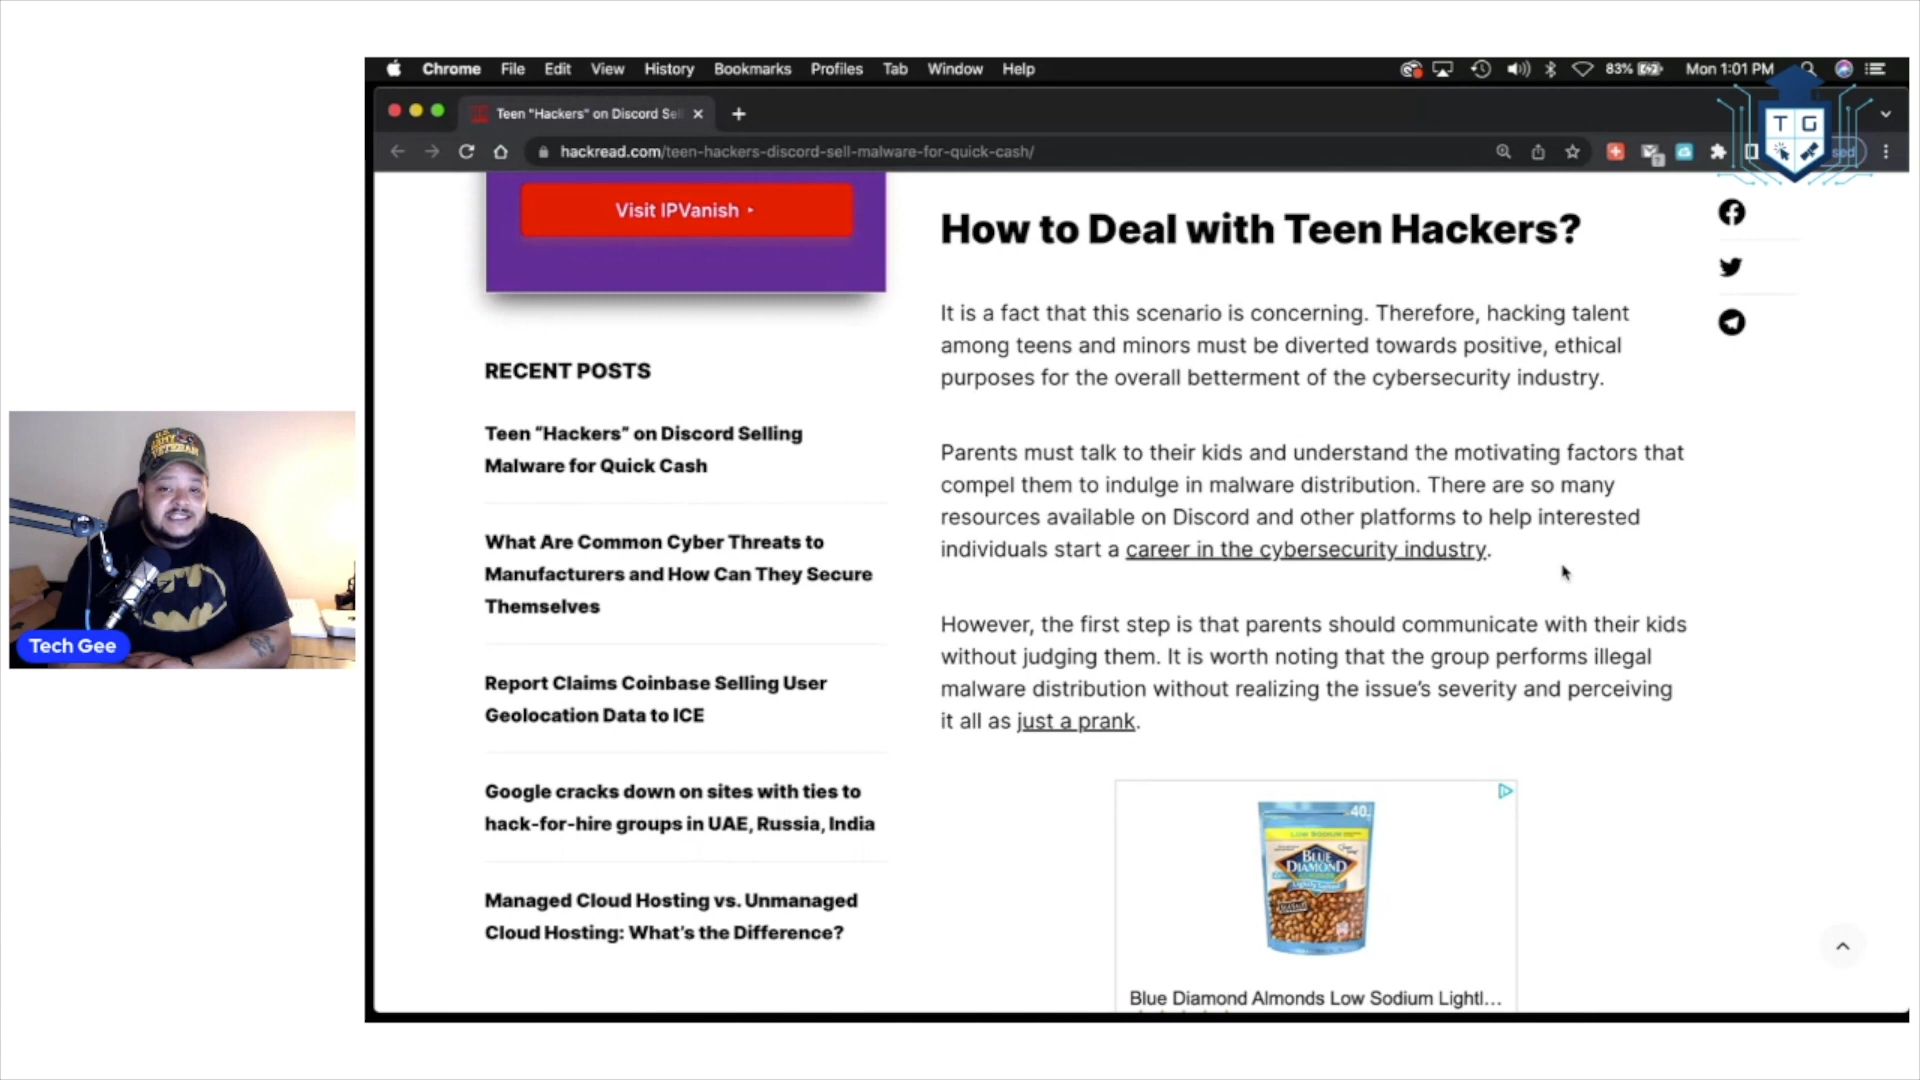 Chrome File Edit View History Bookmarks Profiles Tab Window Help
83% Mon 1:01 PM
Teen "Hackers" on Discord Sel
hackread.com/teen-hackers-discord-sell-malware-for-quick-cash/
T G
Visit IPVanish
RECENT POSTS
Teen “Hackers” on Discord Selling
Malware for Quick Cash
What Are Common Cyber Threats to
Manufacturers and How Can They Secure
Themselves
Report Claims Coinbase Selling User
Geolocation Data to ICE
Google cracks down on sites with ties to
hack-for-hire groups in UAE, Russia, India
Managed Cloud Hosting vs. Unmanaged
Cloud Hosting: What’s the Difference?
How to Deal with Teen Hackers?
It is a fact that this scenario is concerning. Therefore, hacking talent
among teens and minors must be diverted towards positive, ethical
purposes for the overall betterment of the cybersecurity industry.
Parents must talk to their kids and understand the motivating factors that
compel them to indulge in malware distribution. There are so many
resources available on Discord and other platforms to help interested
individuals start a career in the cybersecurity industry.
However, the first step is that parents should communicate with their kids
without judging them. It is worth noting that the group performs illegal
malware distribution without realizing the issue’s severity and perceiving
it all as just a prank.
40
LOW SODIUM
BLUE
DIAMOND
Lightly Salted
Blue Diamond Almonds Low Sodium Lightl...
U.S.
ARMY
VETERAN
Tech Gee